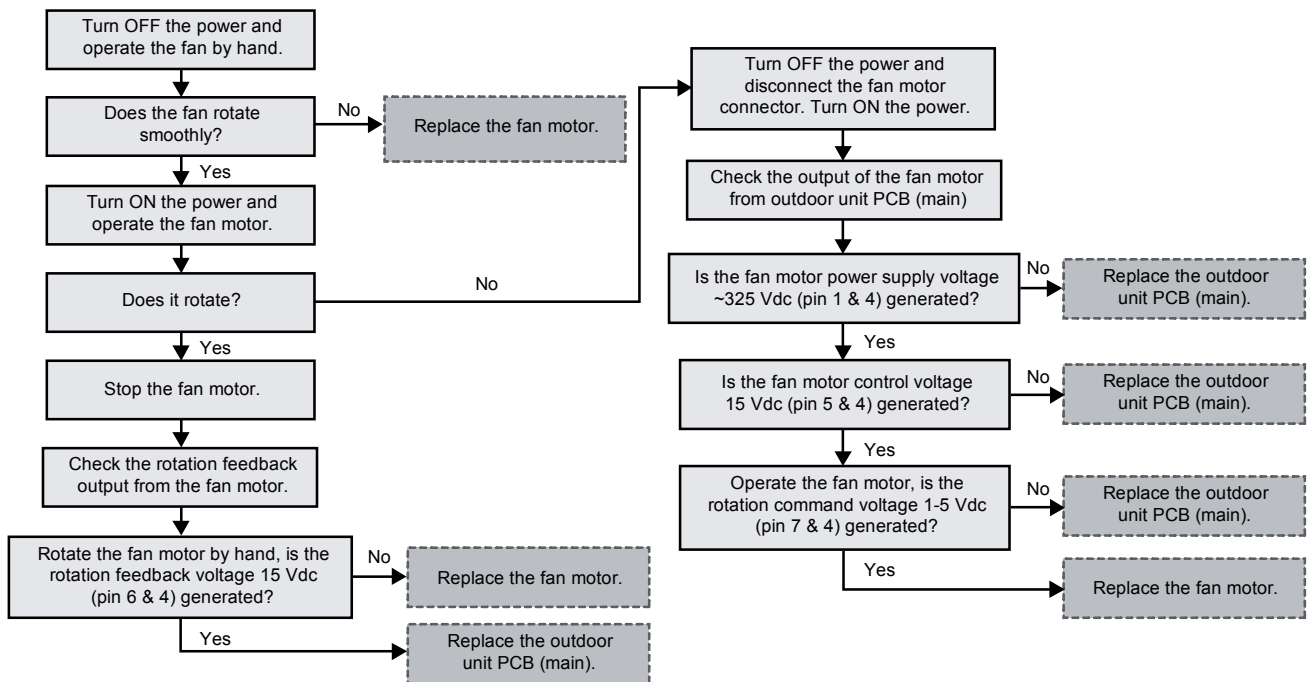 Turn OFF the power and
operate the fan by hand.
Does the fan rotate
smoothly?
No
Replace the fan motor.
Yes
Turn ON the power and
operate the fan motor.
Does it rotate?
No
Yes
Stop the fan motor.
Check the rotation feedback
output from the fan motor.
Rotate the fan motor by hand, is the
rotation feedback voltage 15 Vdc
(pin 6 & 4) generated?
No
Replace the fan motor.
Yes
Replace the outdoor
unit PCB (main).
Turn OFF the power and
disconnect the fan motor
connector. Turn ON the power.
Check the output of the fan motor
from outdoor unit PCB (main)
Is the fan motor power supply voltage
~325 Vdc (pin 1 & 4) generated?
No
Replace the outdoor
unit PCB (main).
Yes
Is the fan motor control voltage
15 Vdc (pin 5 & 4) generated?
No
Replace the outdoor
unit PCB (main).
Yes
Operate the fan motor, is the
rotation command voltage 1-5 Vdc
(pin 7 & 4) generated?
No
Replace the outdoor
unit PCB (main).
Yes
Replace the fan motor.